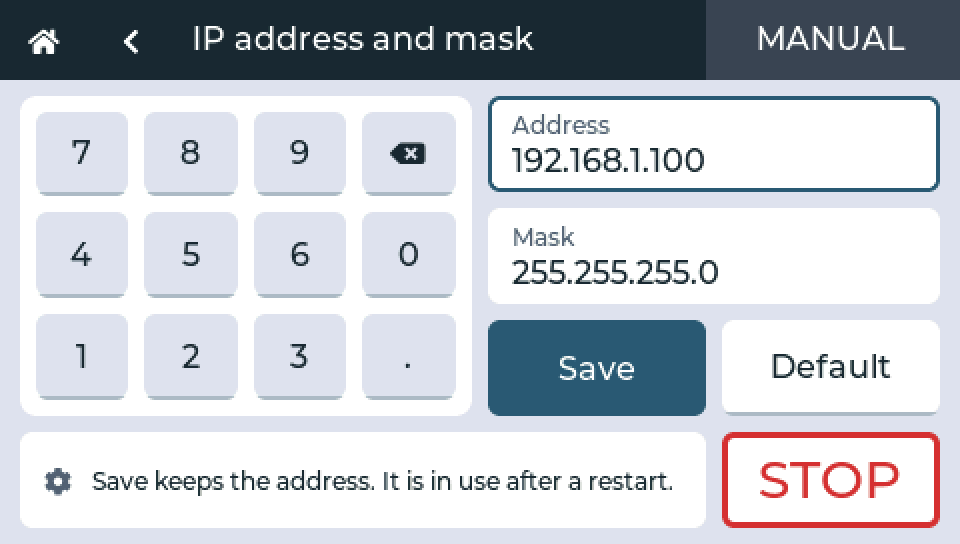 IP address and mask
MANUAL
7 8 9
4 5 6 0
1 2 3 .
Address
192.168.1.100
Mask
255.255.255.0
Save
Default
Save keeps the address. It is in use after a restart.
STOP